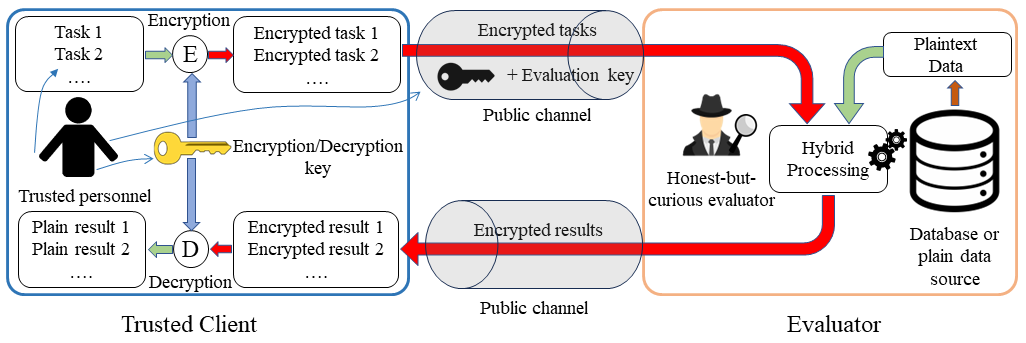 Task 1
Task 2
....
Encryption
E
Encrypted task 1
Encrypted task 2
....
Encrypted tasks
+ Evaluation key
Public channel
Plaintext
Data
Trusted personnel
Encryption/Decryption
key
Honest-but-
curious evaluator
Hybrid
Processing
Database or
plain data
source
Plain result 1
Plain result 2
....
D
Decryption
Encrypted result 1
Encrypted result 2
....
Encrypted results
Public channel
Trusted Client
Evaluator